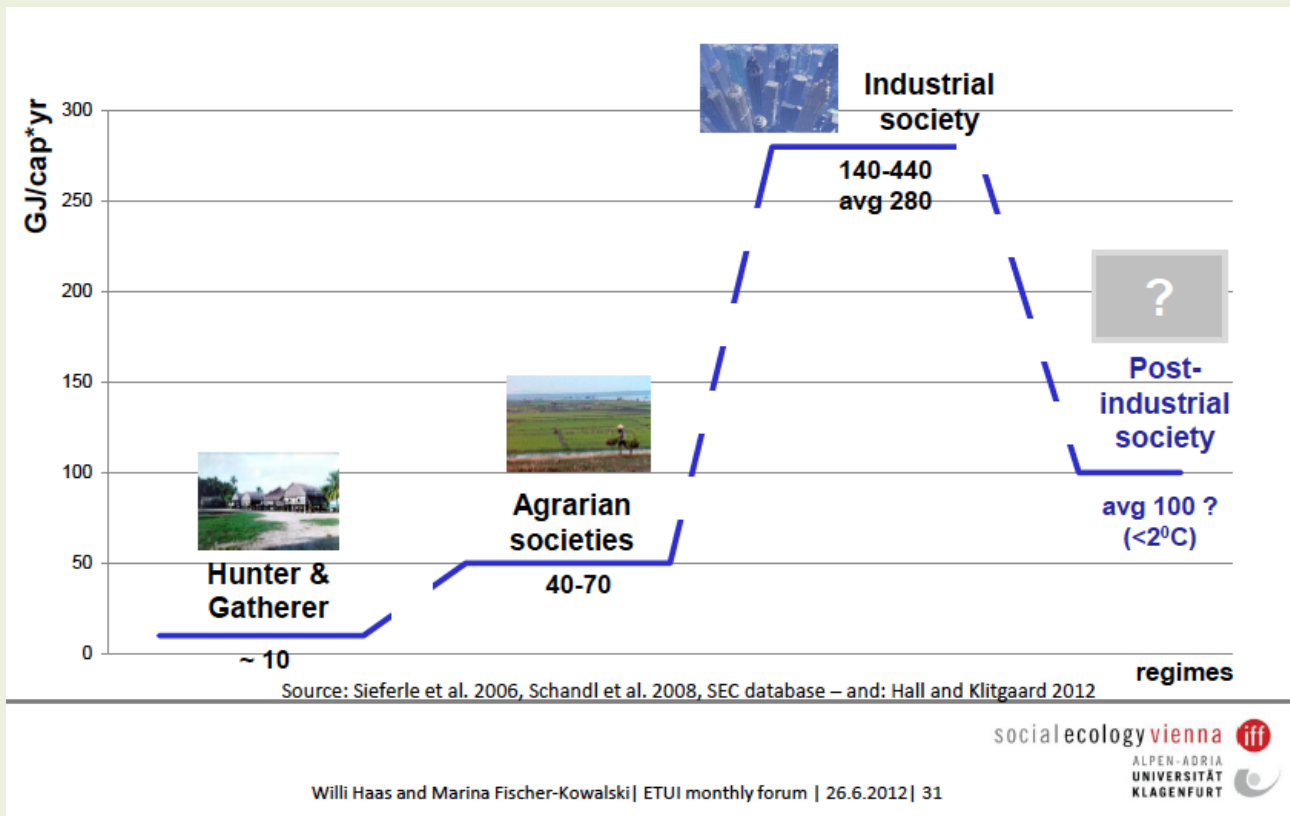 GJ/cap*yr
300
250
200
150
100
50
0
Hunter &
Gatherer
~ 10
Agrarian
societies
40-70
Industrial
society
140-440
avg 280
?
Post-
industrial
society
avg 100 ?
(<2⁰C)
regimes
Source: Sieferle et al. 2006, Schandl et al. 2008, SEC database – and: Hall and Klitgaard 2012
social ecology vienna iff
ALPEN-ADRIA
UNIVERSITÄT
KLAGENFURT
Willi Haas and Marina Fischer-Kowalski| ETUI monthly forum | 26.6.2012| 31